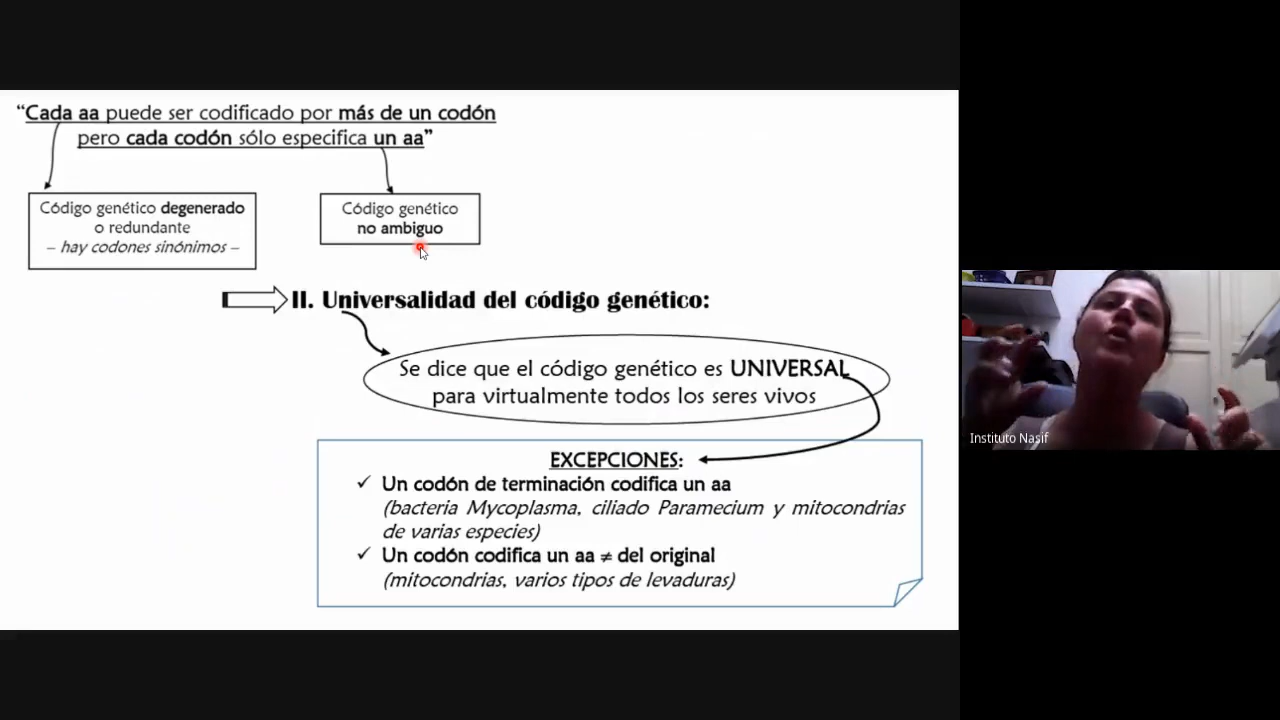 “Cada aa puede ser codificado por más de un codón
pero cada codón sólo especifica un aa”
Código genético degenerado
o redundante
– hay codones sinónimos –
Código genético
no ambiguo
II. Universalidad del código genético:
Se dice que el código genético es UNIVERSAL
para virtualmente todos los seres vivos
EXCEPCIONES:
✓ Un codón de terminación codifica un aa
(bacteria Mycoplasma, ciliado Paramecium y mitocondrias
de varias especies)
✓ Un codón codifica un aa ≠ del original
(mitocondrias, varios tipos de levaduras)
Instituto Nasif